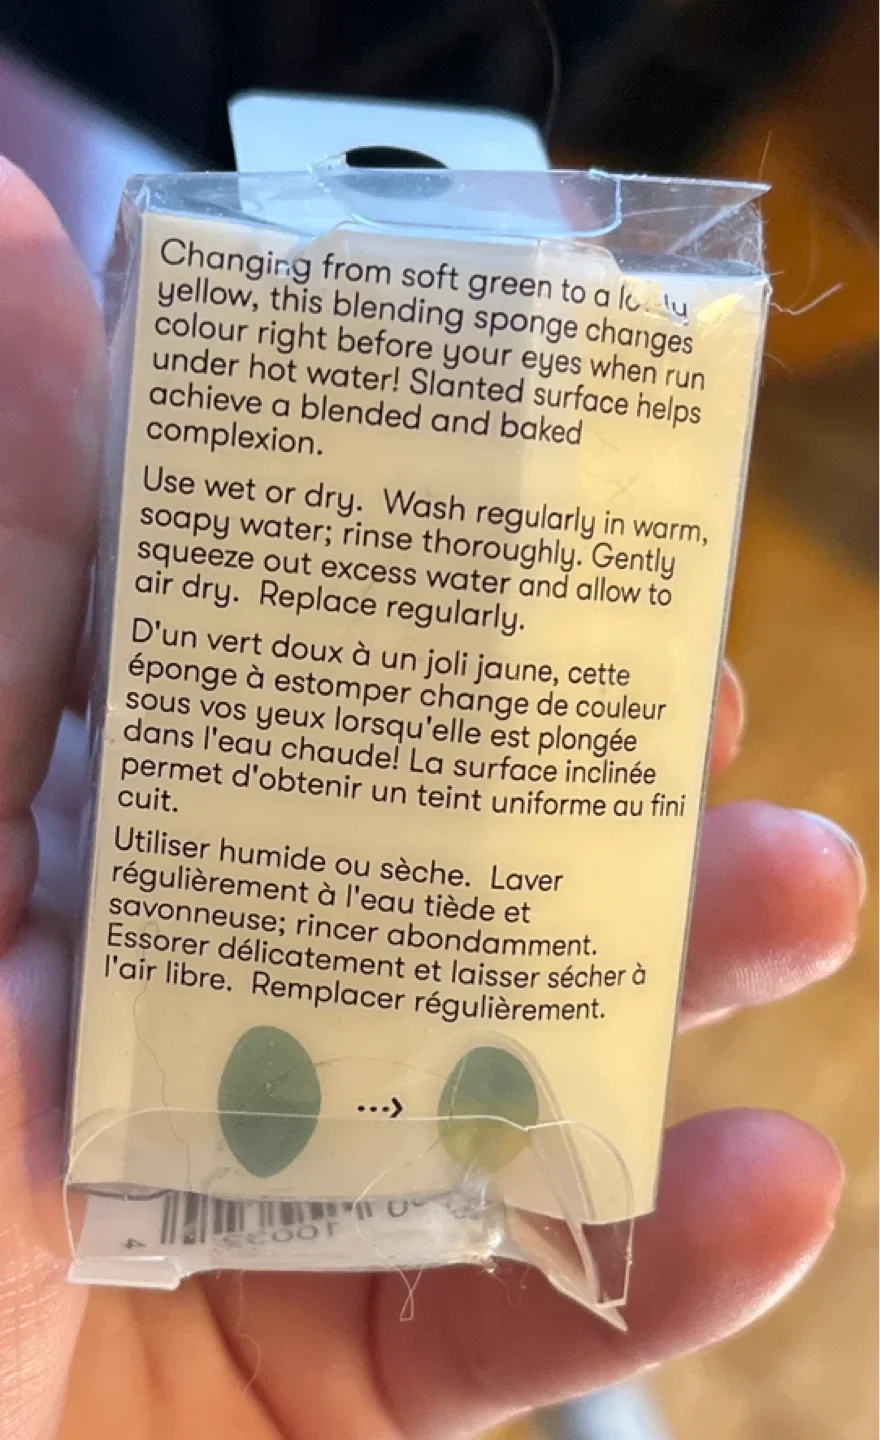 Changing from soft green to a
yellow, this blending sponge changes
colour right before your eyes when run
under hot water! Slanted surface helps
achieve a blended and baked
complexion.
Use wet or dry. Wash regularly in warm,
soapy water; rinse thoroughly. Gently
squeeze out excess water and allow to
air dry. Replace regularly.
D'un vert doux à un joli jaune, cette
éponge à estomper change de couleur
sous vos yeux lorsqu'elle est plongée
dans l'eau chaude! La surface inclinée
permet d'obtenir un teint uniforme au fini
cuit.
Utiliser humide ou sèche. Laver
régulièrement à l'eau tiède et
savonneuse; rincer abondamment.
Essorer délicatement et laisser sécher à
l'air libre. Remplacer régulièrement.